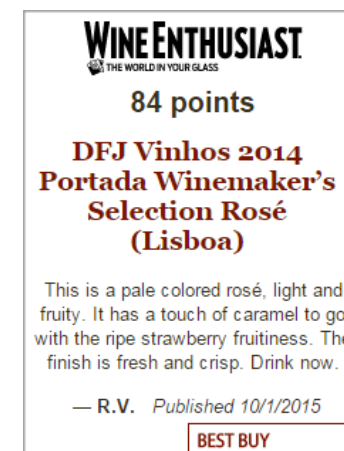 WINE ENTHUSIAST
THE WORLD IN YOUR GLASS
84 points
DFJ Vinhos 2014
Portada Winemaker's
Selection Rosé
(Lisboa)
This is a pale colored rosé, light and
fruity. It has a touch of caramel to go
with the ripe strawberry fruitiness. The
finish is fresh and crisp. Drink now.
— R.V. Published 10/1/2015
BEST BUY